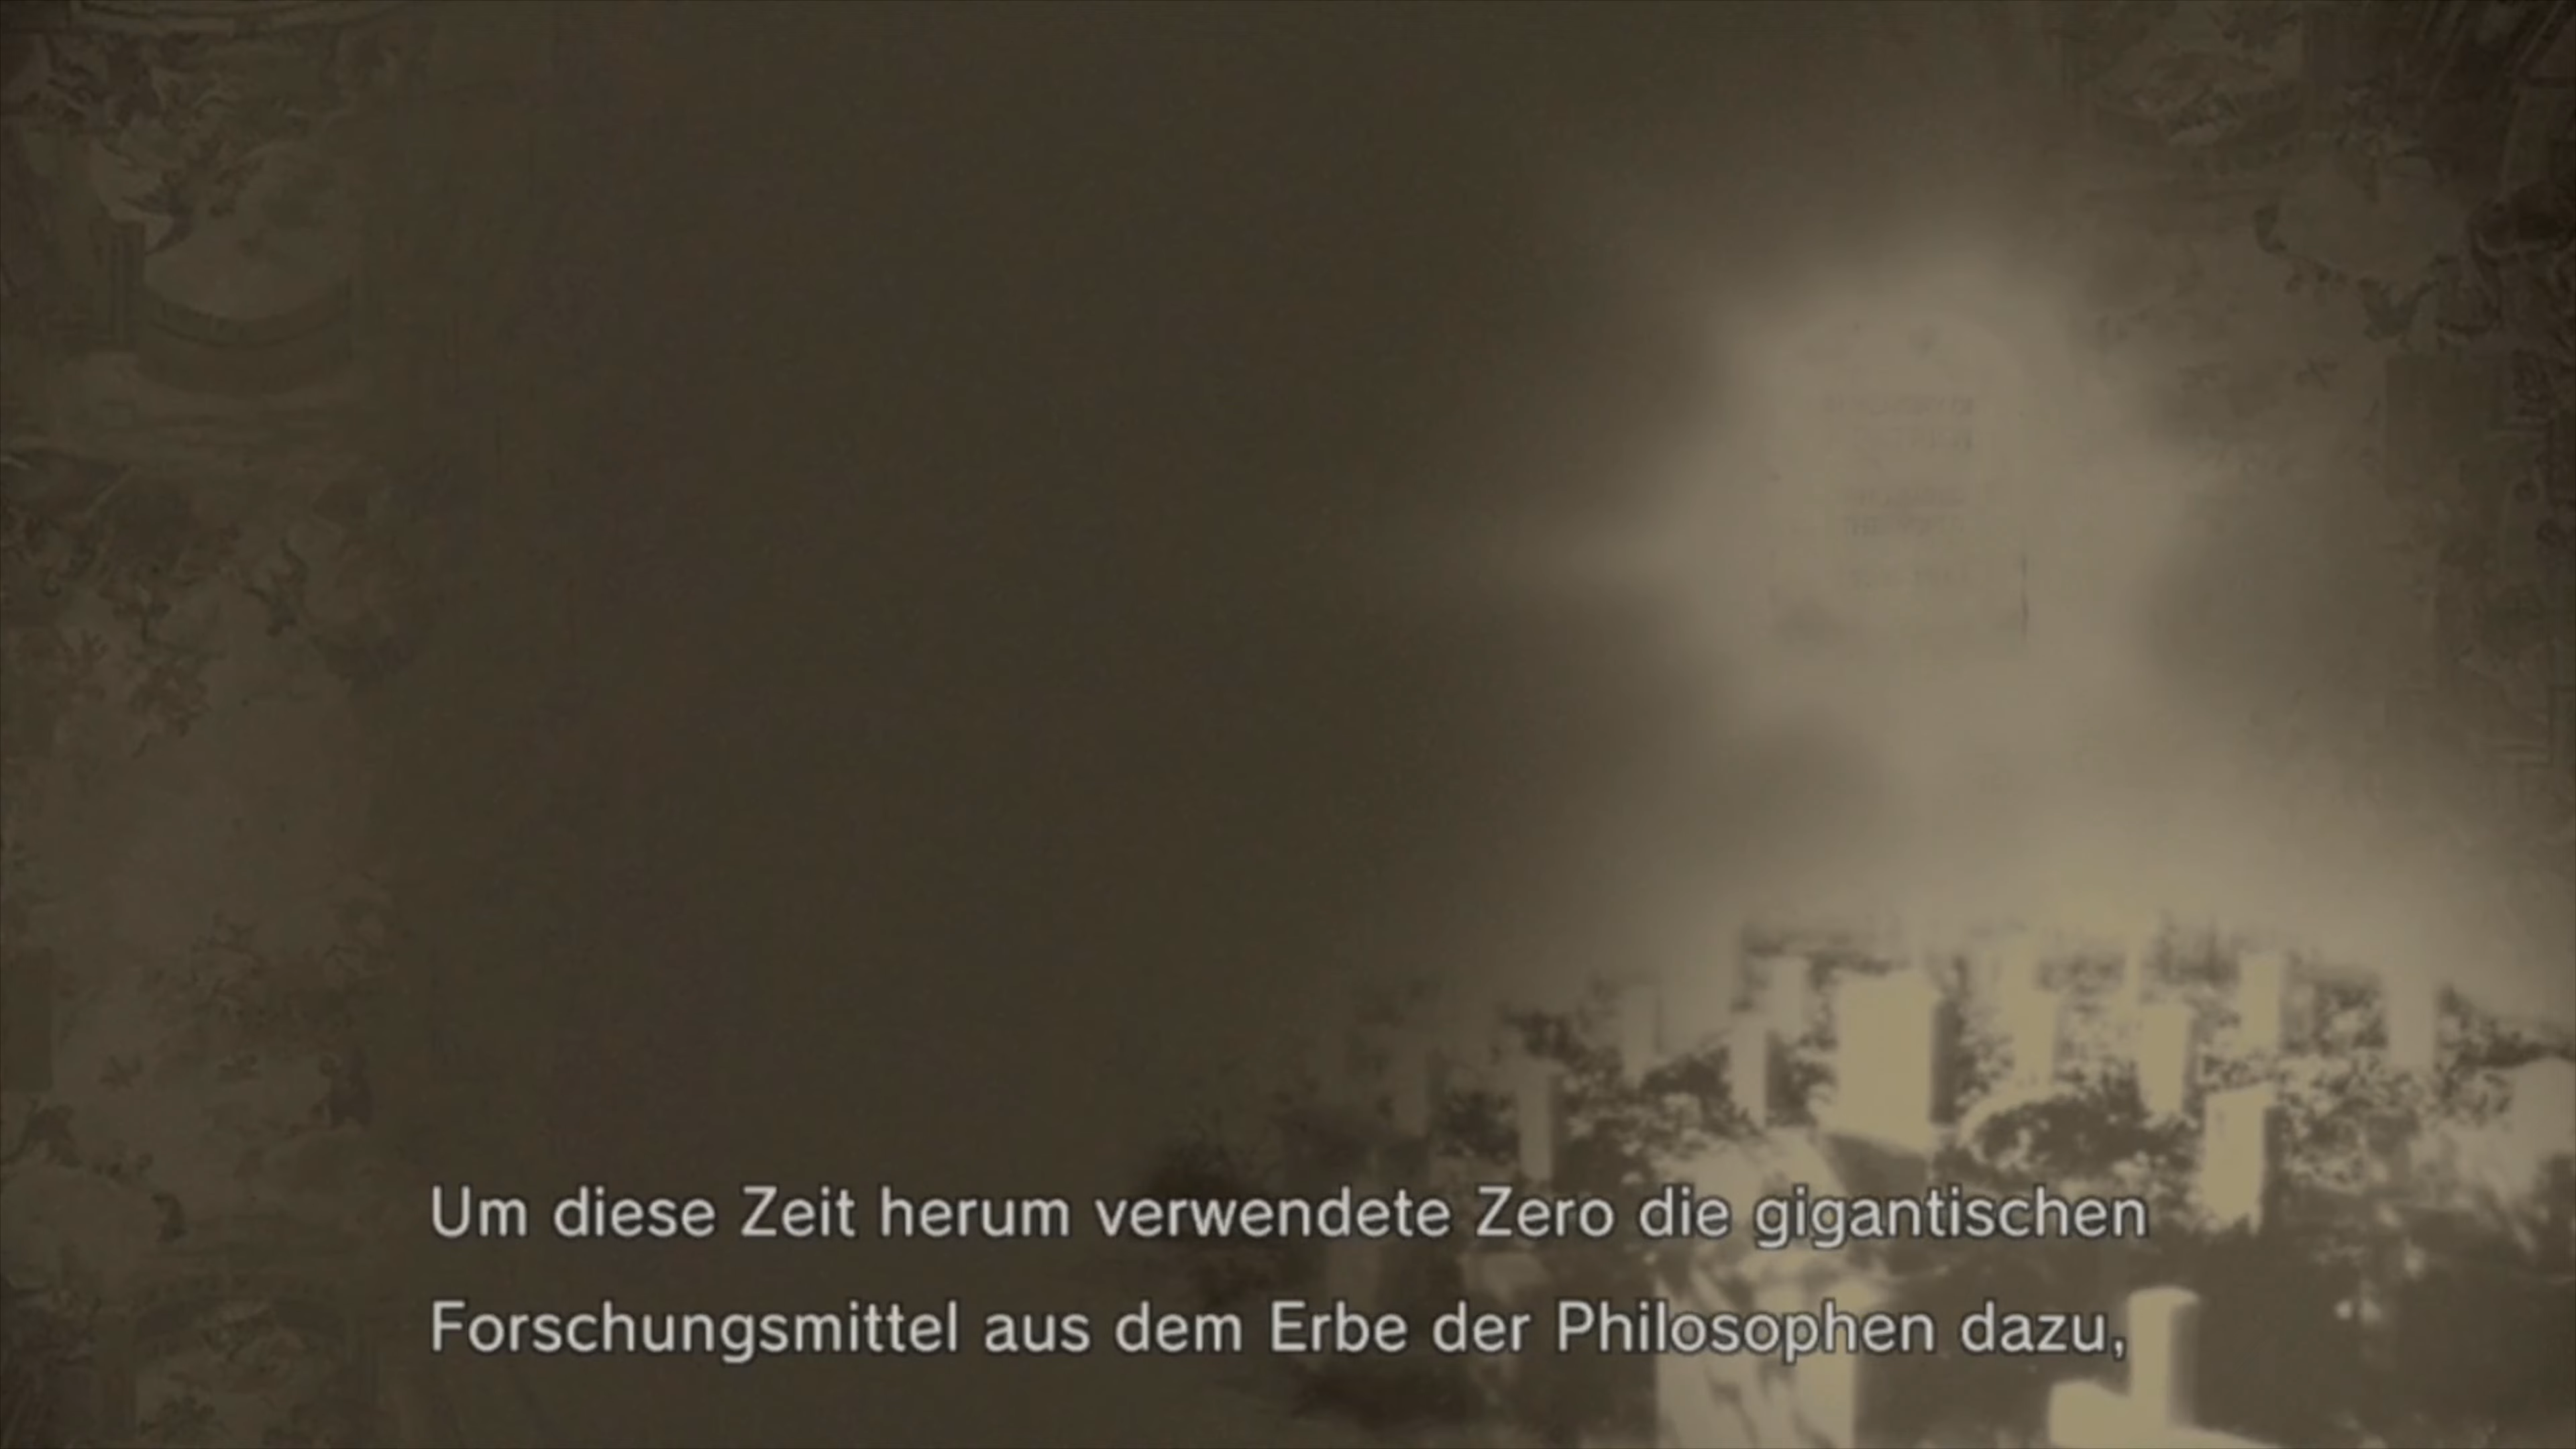 Um diese Zeit herum verwendete Zero die gigantischen
Forschungsmittel aus dem Erbe der Philosophen dazu,